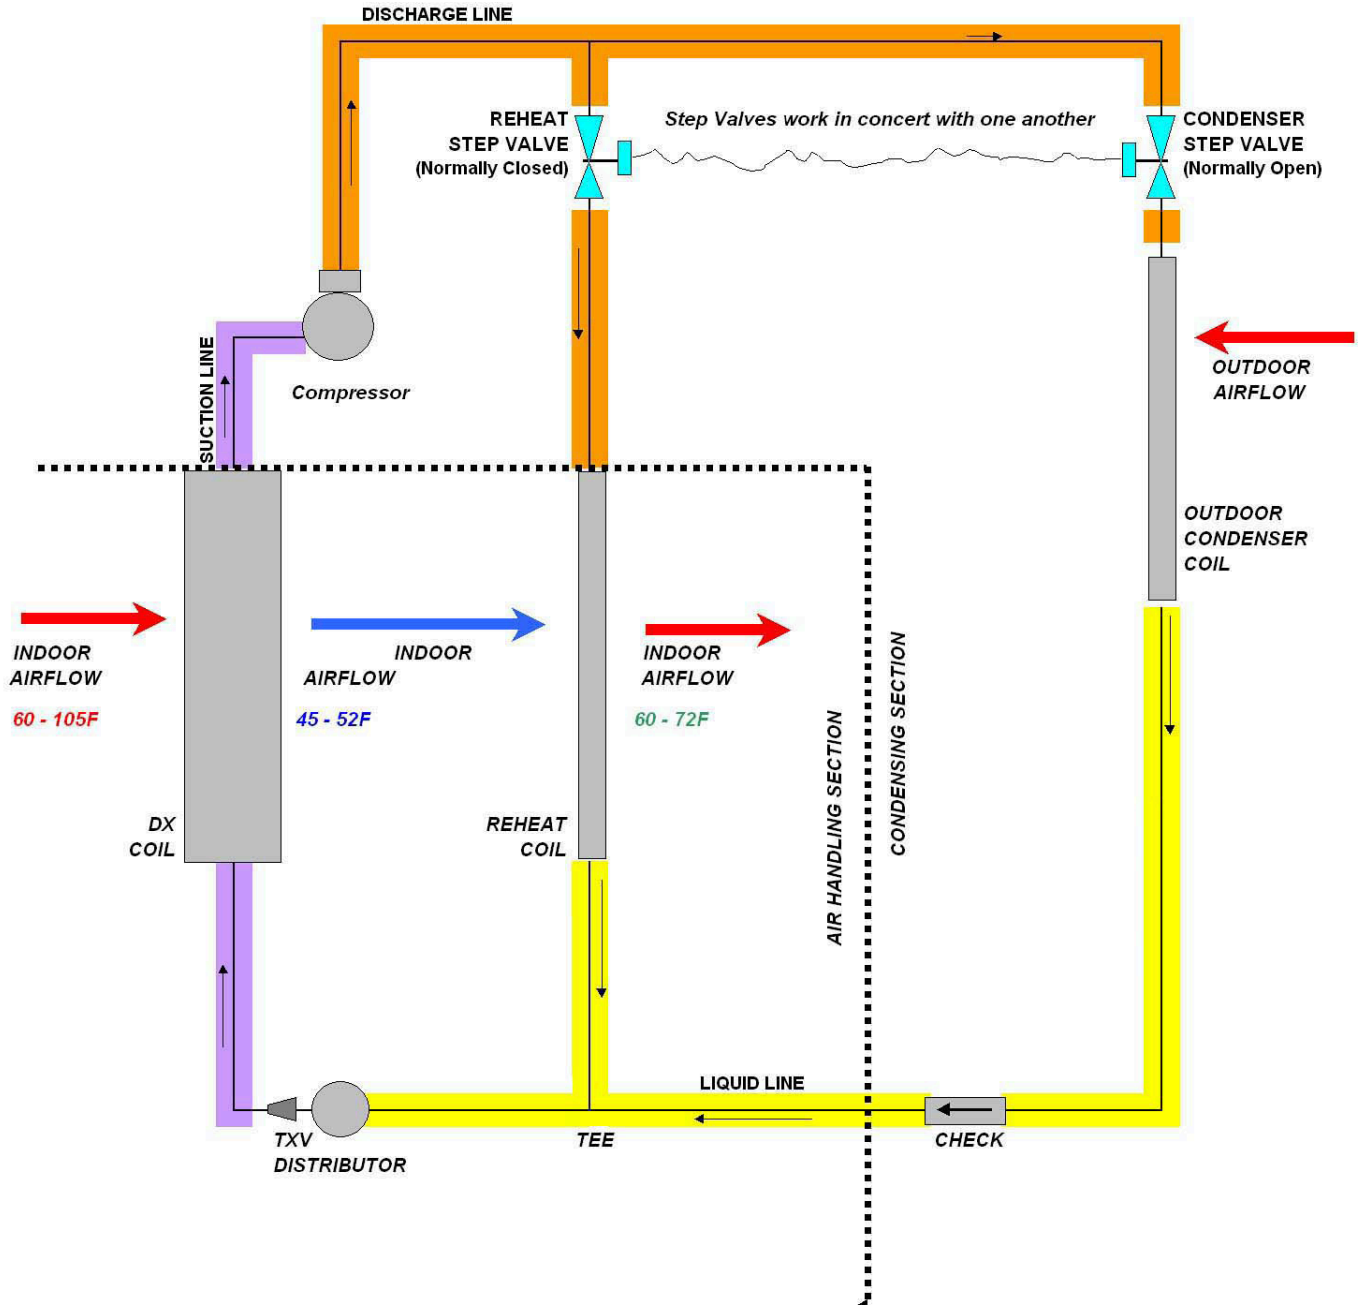 DISCHARGE LINE
REHEAT
STEP VALVE
(Normally Closed)
Step Valves work in concert with one another
CONDENSER
STEP VALVE
(Normally Open)
SUCTION LINE
Compressor
OUTDOOR
AIRFLOW
OUTDOOR
CONDENSER
COIL
INDOOR
AIRFLOW
60 - 105F
INDOOR
AIRFLOW
45 - 52F
INDOOR
AIRFLOW
60 - 72F
AIR HANDLING SECTION
CONDENSING SECTION
DX
COIL
REHEAT
COIL
LIQUID LINE
TXV
DISTRIBUTOR
TEE
CHECK